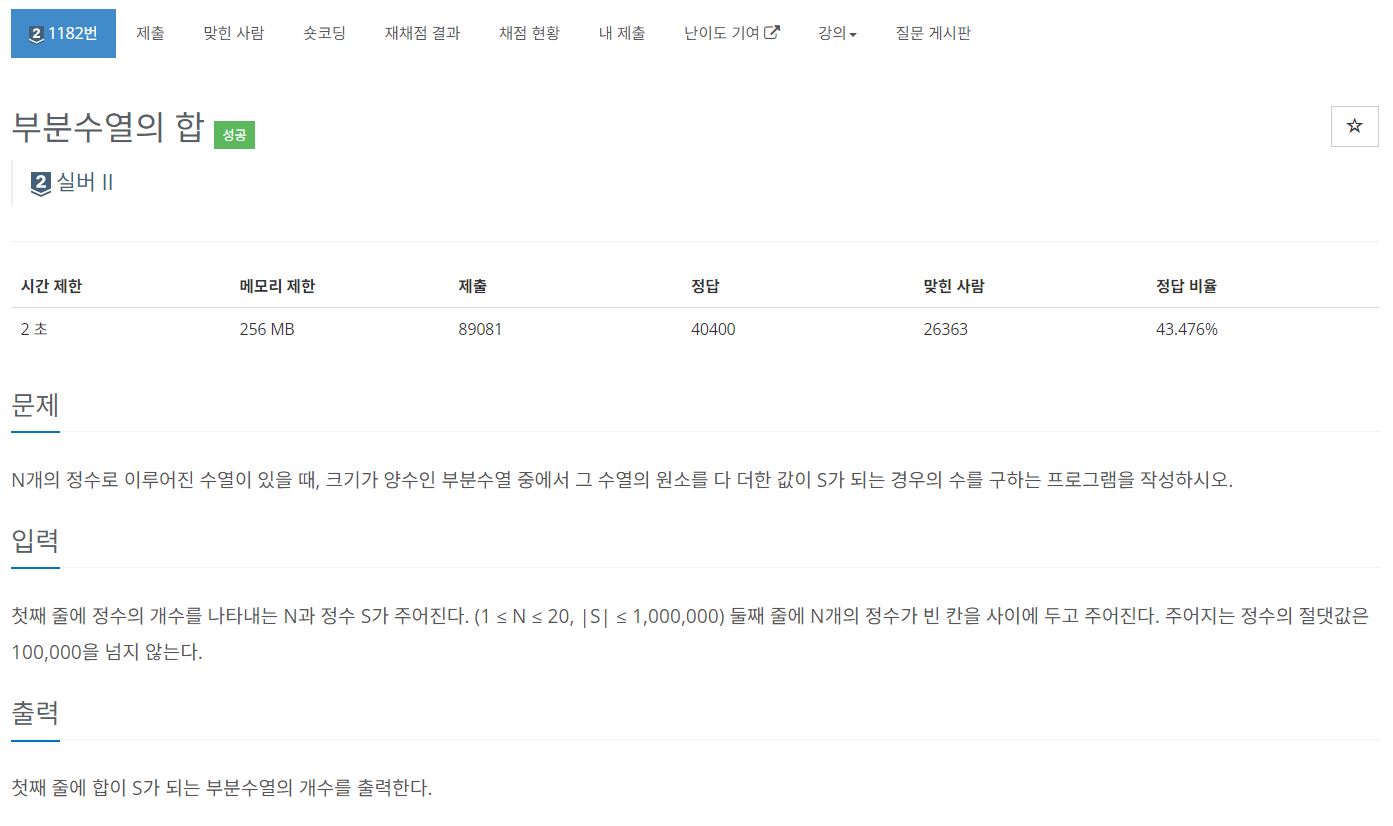 2 1182번 제출 맞힌 사람 숏코딩 재채점 결과 채점 현황 내 제출 난이도 기여 강의 질문 게시판
부분수열의 합 성공
2 실버 II
시간 제한 메모리 제한 제출 정답 맞힌 사람 정답 비율
2 초 256 MB 89081 40400 26363 43.476%
문제
N개의 정수로 이루어진 수열이 있을 때, 크기가 양수인 부분수열 중에서 그 수열의 원소를 다 더한 값이 S가 되는 경우의 수를 구하는 프로그램을 작성하시오.
입력
첫째 줄에 정수의 개수를 나타내는 N과 정수 S가 주어진다. (1 ≤ N ≤ 20, |S| ≤ 1,000,000) 둘째 줄에 N개의 정수가 빈 칸을 사이에 두고 주어진다. 주어지는 정수의 절댓값은
100,000을 넘지 않는다.
출력
첫째 줄에 합이 S가 되는 부분수열의 개수를 출력한다.